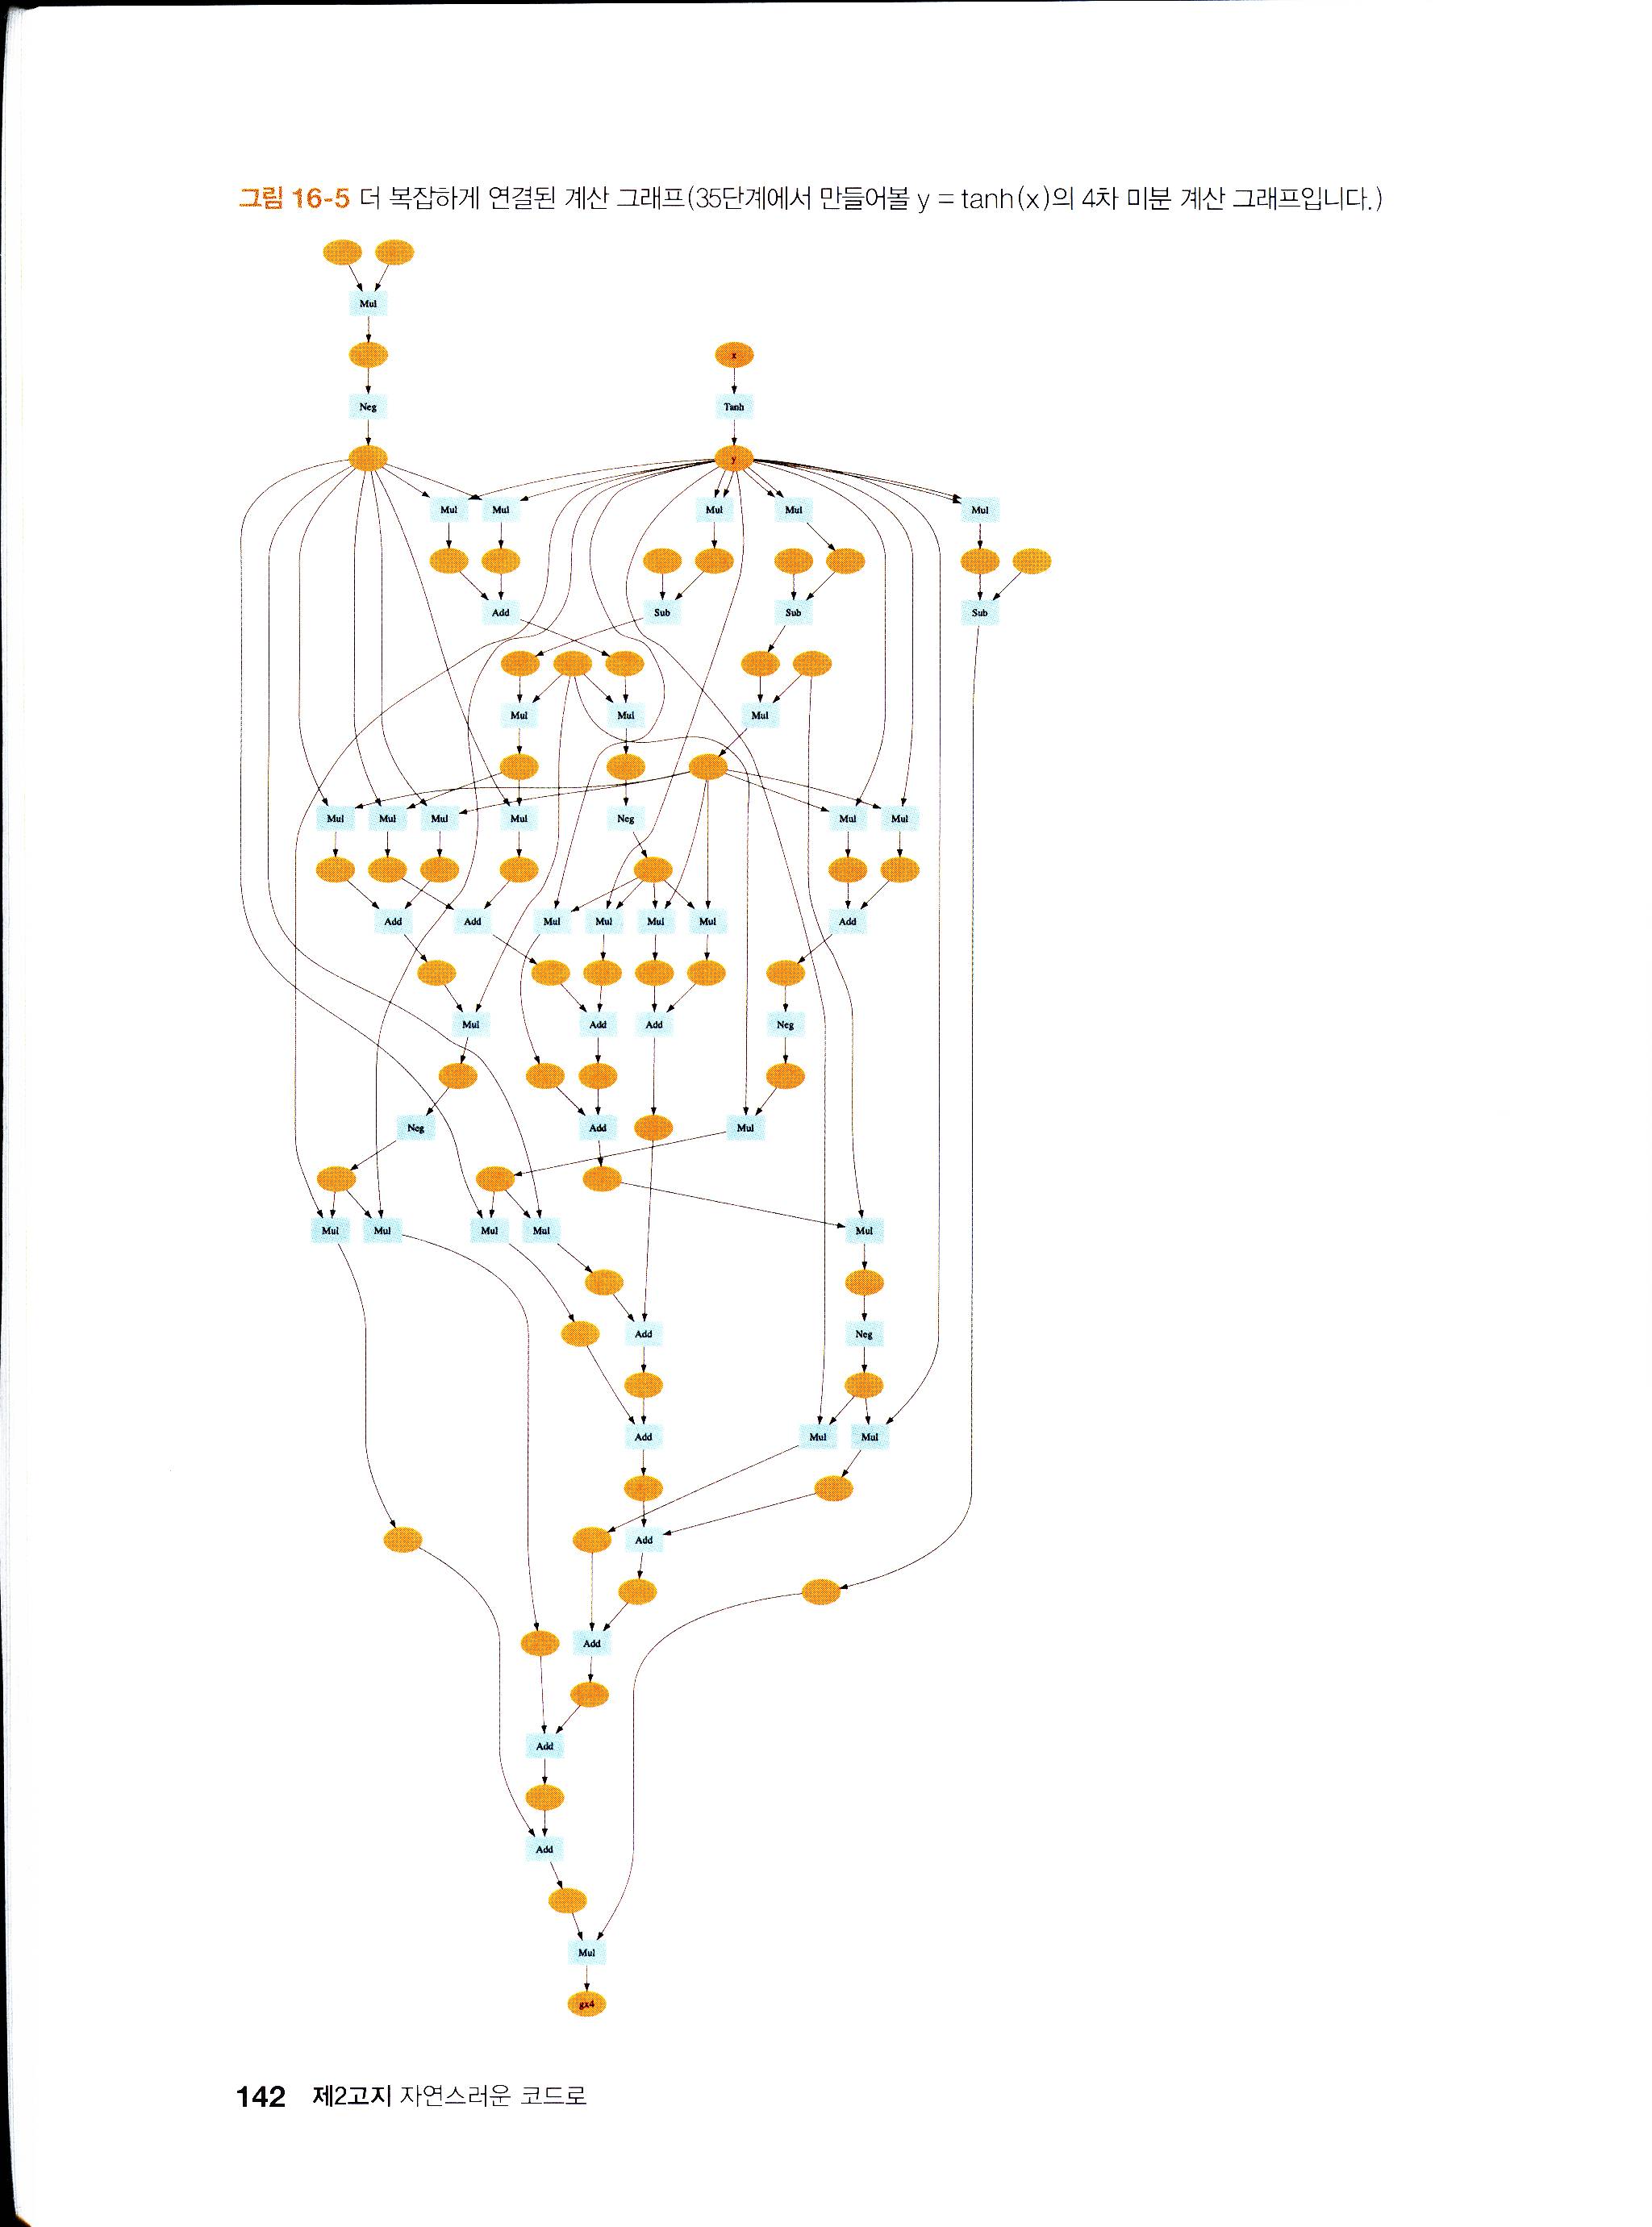 그림 16-5 더 복잡하게 연결된 계산 그래프(35단계에서 만들어볼 y = tanh(x)의 4차 미분 계산 그래프입니다.)
Mul
x
Neg Tanh
y
Mul Mul Mul Mul Mul
Add Sub Sub Sub
Mul Mul Mul
Mul Mul Mul Mul Neg Mul Mul
Add Add Mul Mul Mul Mul Add
Mul Add Add Neg
Neg Add Mul
Mul Mul Mul Mul Mul
Add Neg
Add Mul Mul
Add
Add
Add
Add
Mul
gx4
142 제2고지 자연스러운 코드로